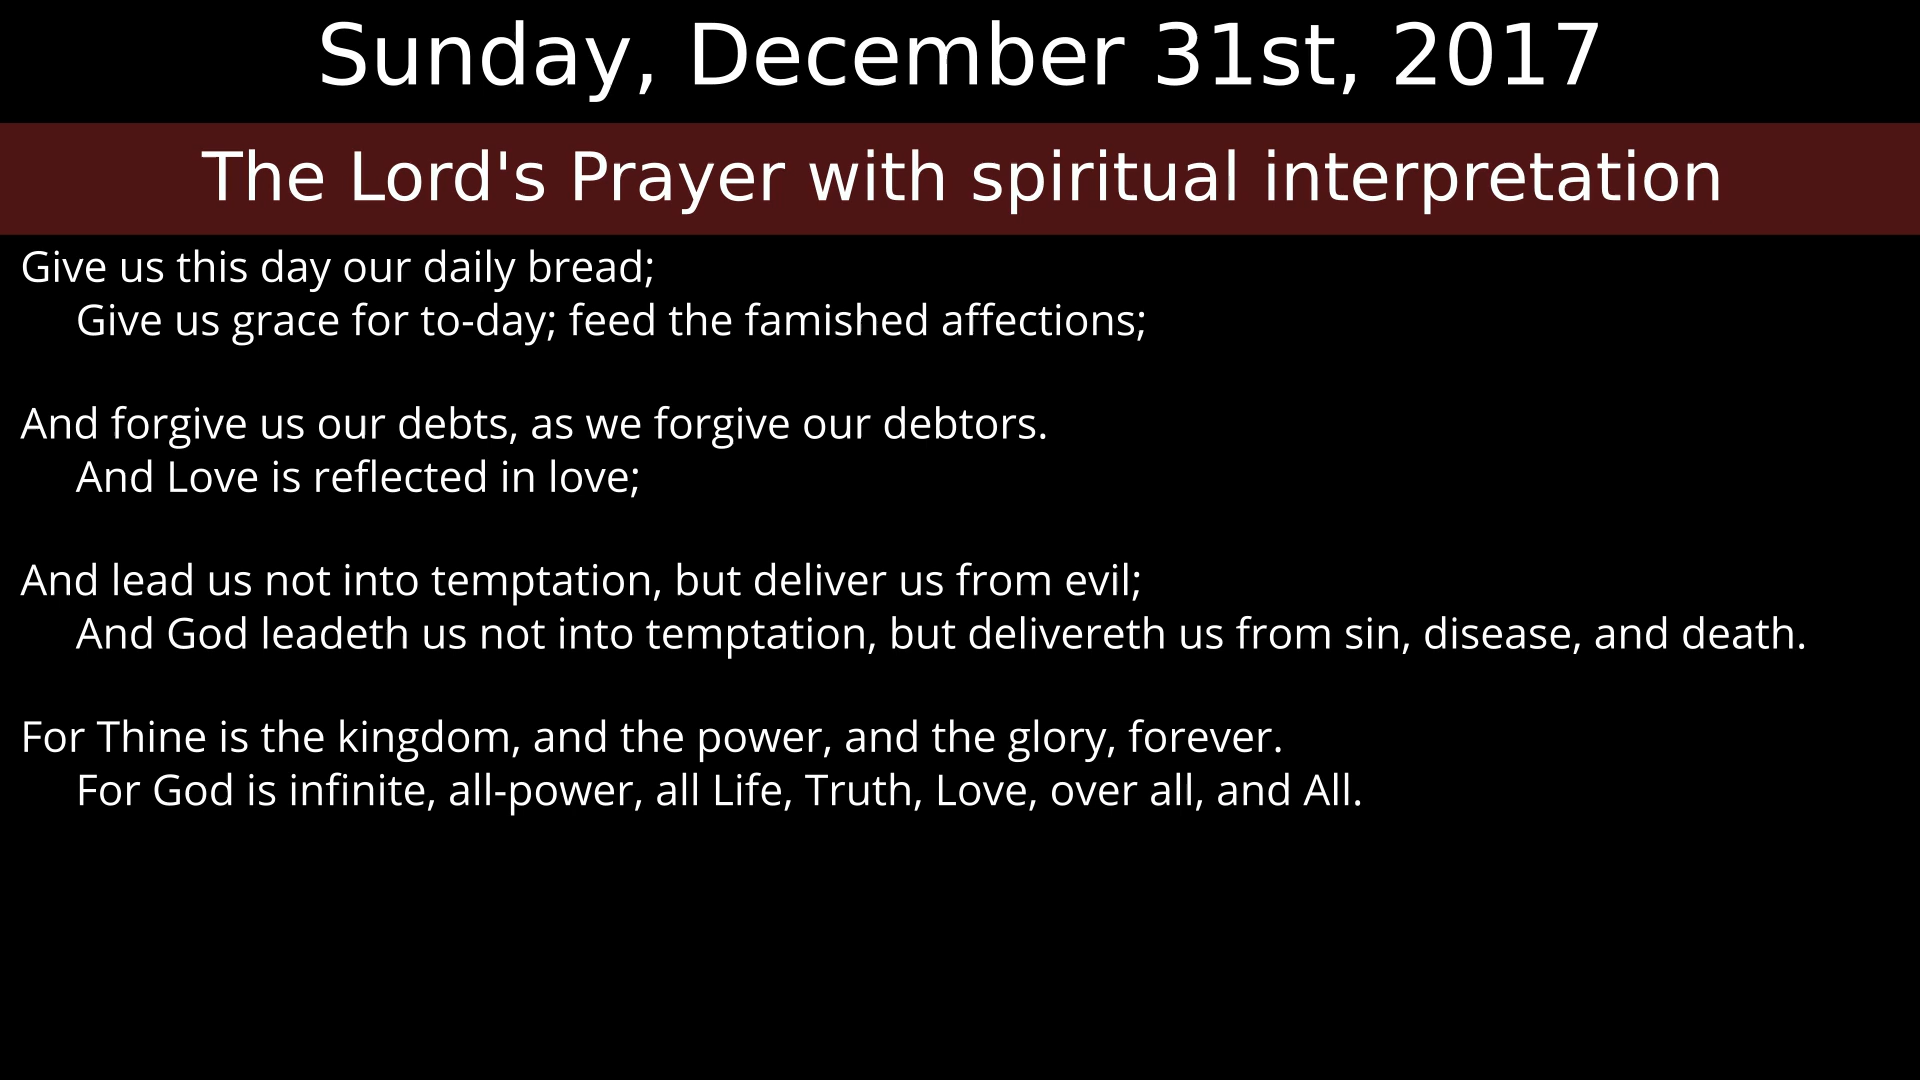 Sunday, December 31st, 2017
The Lord's Prayer with spiritual interpretation
Give us this day our daily bread;
Give us grace for to-day; feed the famished affections;
And forgive us our debts, as we forgive our debtors.
And Love is reflected in love;
And lead us not into temptation, but deliver us from evil;
And God leadeth us not into temptation, but delivereth us from sin, disease, and death.
For Thine is the kingdom, and the power, and the glory, forever.
For God is infinite, all-power, all Life, Truth, Love, over all, and All.